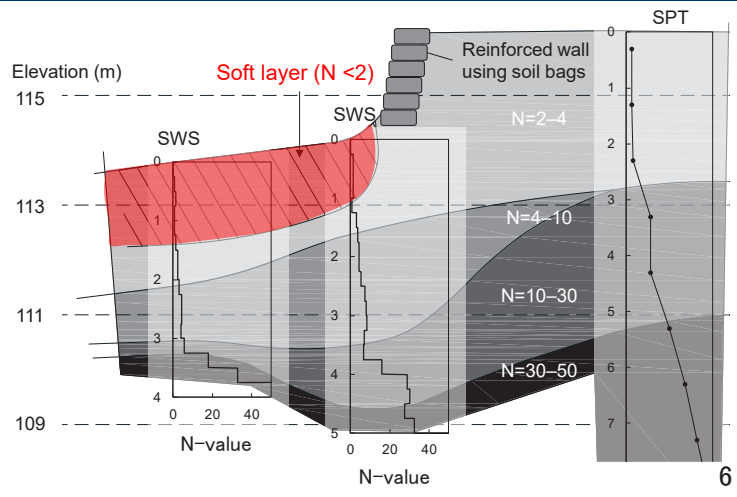 SPT
Reinforced wall
using soil bags
Elevation (m)
Soft layer (N <2)
115
SWS
SWS
N=2–4
113
N=4–10
111
N=10–30
N=30–50
109
0
1
2
3
4
0
20
40
N−value
0
1
2
3
4
5
0
20
40
N−value
0
1
2
3
4
5
6
7
6